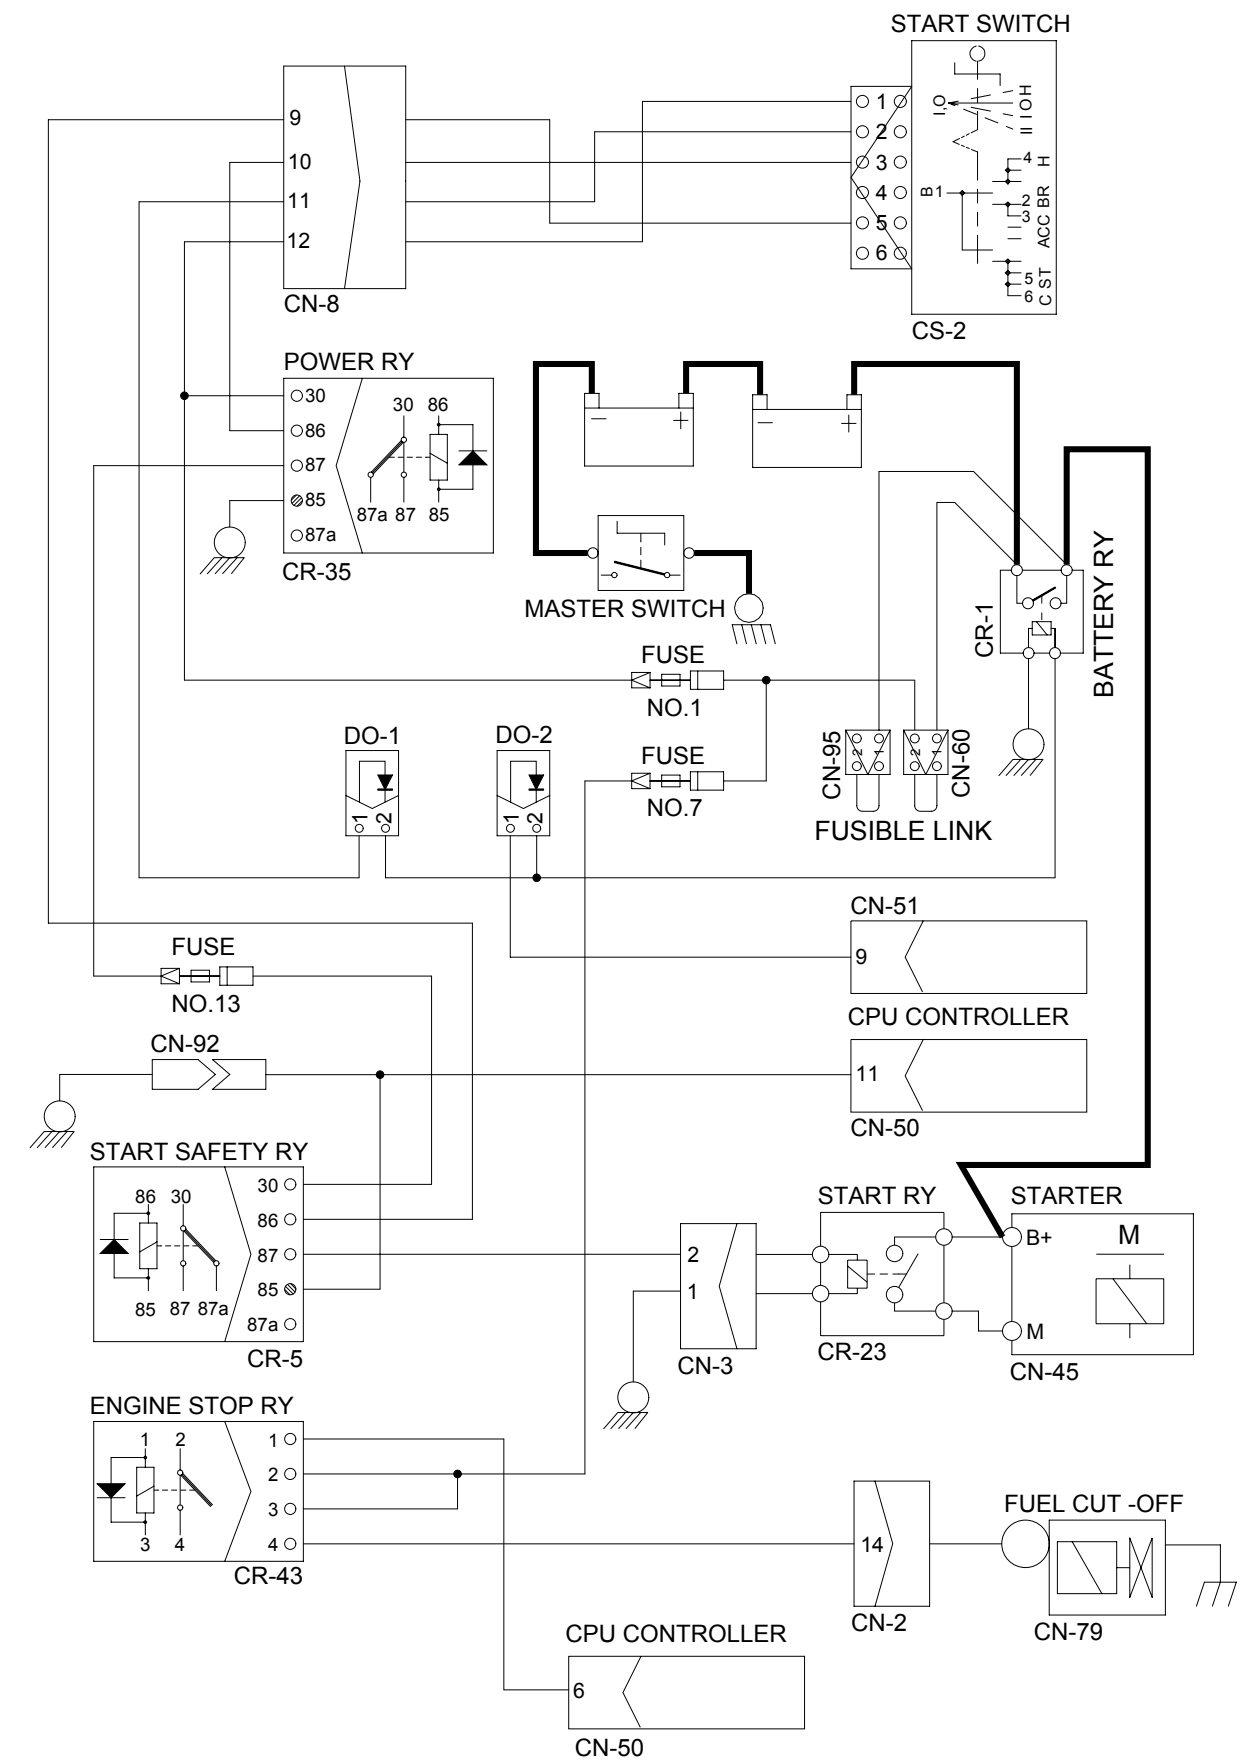 START SWITCH
I,O
H
O
I
II
1
2
3
4
5
6
B1
4 H
2 BR
3 ACC
5 ST
6 C
CS-2
9
10
11
12
CN-8
POWER RY
30
86
87
85
87a
30 86
87a 87 85
CR-35
− +
− +
MASTER SWITCH
CR-1
BATTERY RY
FUSE
NO.1
FUSE
NO.7
DO-1
1 2
DO-2
1 2
CN-95
2 1
2 1
CN-60
FUSIBLE LINK
CN-51
9
CPU CONTROLLER
11
CN-50
FUSE
NO.13
CN-92
START SAFETY RY
86 30
85 87 87a
30
86
87
85
87a
CR-5
2
1
CN-3
START RY
CR-23
STARTER
B+
M
M
CN-45
ENGINE STOP RY
1 2
3 4
1
2
3
4
CR-43
14
CN-2
FUEL CUT -OFF
CN-79
CPU CONTROLLER
6
CN-50